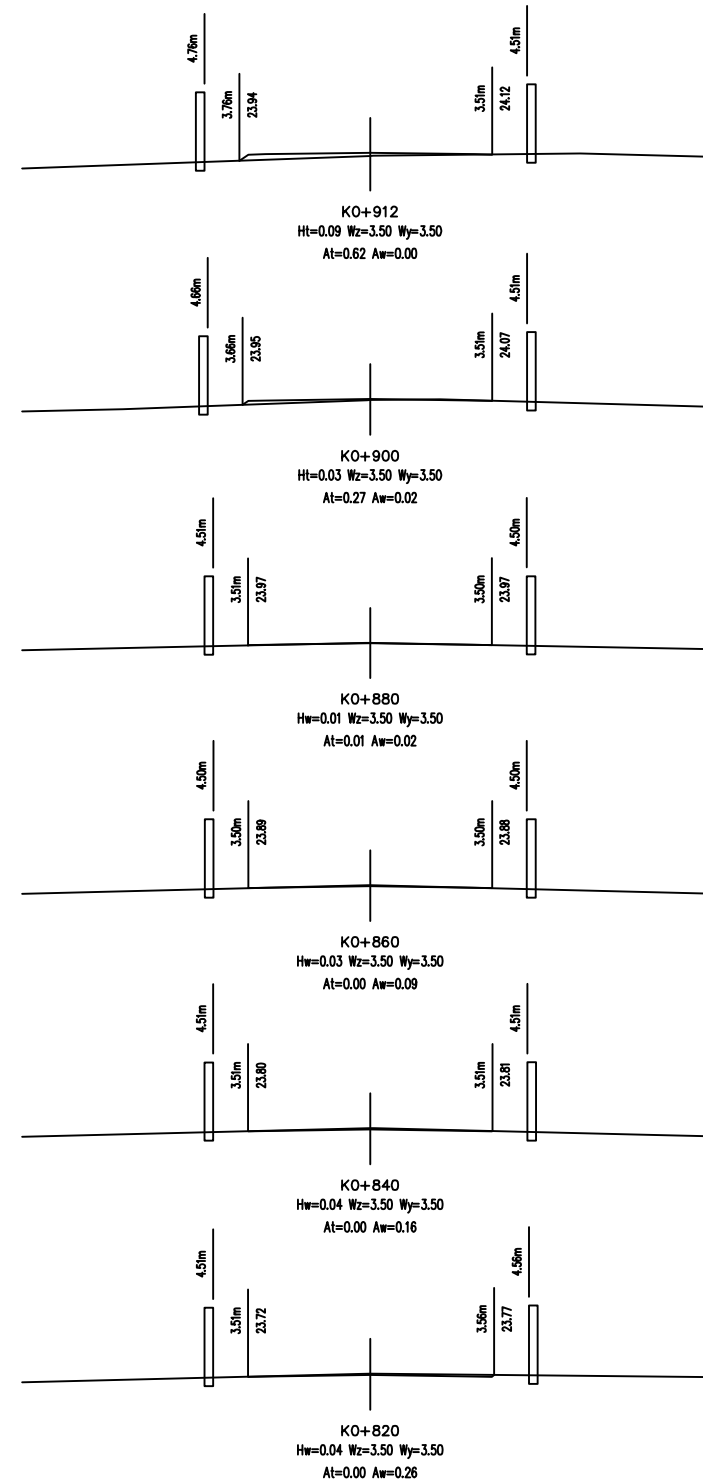 4.76m
3.76m
23.94
3.51m
24.12
4.51m
K0+912
Ht=0.09 Wz=3.50 Wy=3.50
At=0.62 Aw=0.00
4.66m
3.66m
23.95
3.51m
24.07
4.51m
K0+900
Ht=0.03 Wz=3.50 Wy=3.50
At=0.27 Aw=0.02
4.51m
3.51m
23.97
3.50m
23.97
4.50m
K0+880
Hw=0.01 Wz=3.50 Wy=3.50
At=0.01 Aw=0.02
4.50m
3.50m
23.89
3.50m
23.88
4.50m
K0+860
Hw=0.03 Wz=3.50 Wy=3.50
At=0.00 Aw=0.09
4.51m
3.51m
23.80
3.51m
23.81
4.51m
K0+840
Hw=0.04 Wz=3.50 Wy=3.50
At=0.00 Aw=0.16
4.51m
3.51m
23.72
3.56m
23.77
4.56m
K0+820
Hw=0.04 Wz=3.50 Wy=3.50
At=0.00 Aw=0.26